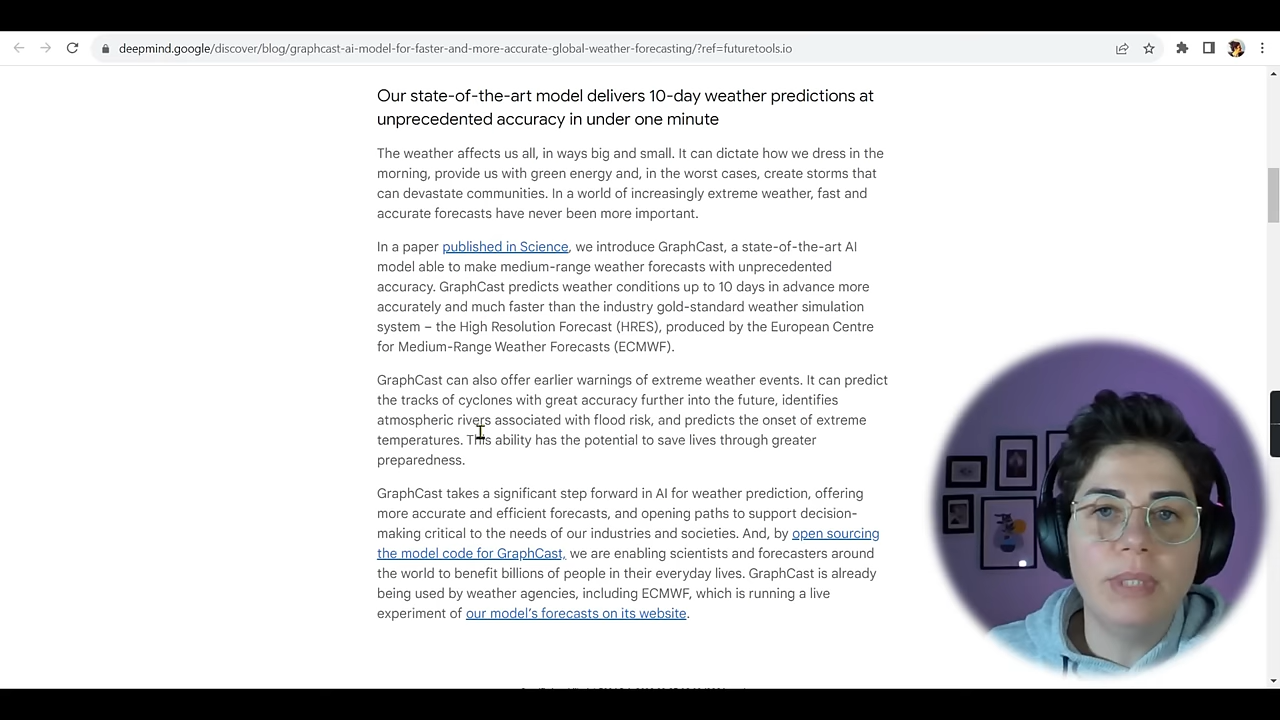 deepmind.google/discover/blog/graphcast-ai-model-for-faster-and-more-accurate-global-weather-forecasting/?ref=futuretools.io
Our state-of-the-art model delivers 10-day weather predictions at
unprecedented accuracy in under one minute
The weather affects us all, in ways big and small. It can dictate how we dress in the
morning, provide us with green energy and, in the worst cases, create storms that
can devastate communities. In a world of increasingly extreme weather, fast and
accurate forecasts have never been more important.
In a paper published in Science, we introduce GraphCast, a state-of-the-art AI
model able to make medium-range weather forecasts with unprecedented
accuracy. GraphCast predicts weather conditions up to 10 days in advance more
accurately and much faster than the industry gold-standard weather simulation
system – the High Resolution Forecast (HRES), produced by the European Centre
for Medium-Range Weather Forecasts (ECMWF).
GraphCast can also offer earlier warnings of extreme weather events. It can predict
the tracks of cyclones with great accuracy further into the future, identifies
atmospheric rivers associated with flood risk, and predicts the onset of extreme
temperatures. This ability has the potential to save lives through greater
preparedness.
GraphCast takes a significant step forward in AI for weather prediction, offering
more accurate and efficient forecasts, and opening paths to support decision-
making critical to the needs of our industries and societies. And, by open sourcing
the model code for GraphCast, we are enabling scientists and forecasters around
the world to benefit billions of people in their everyday lives. GraphCast is already
being used by weather agencies, including ECMWF, which is running a live
experiment of our model's forecasts on its website.